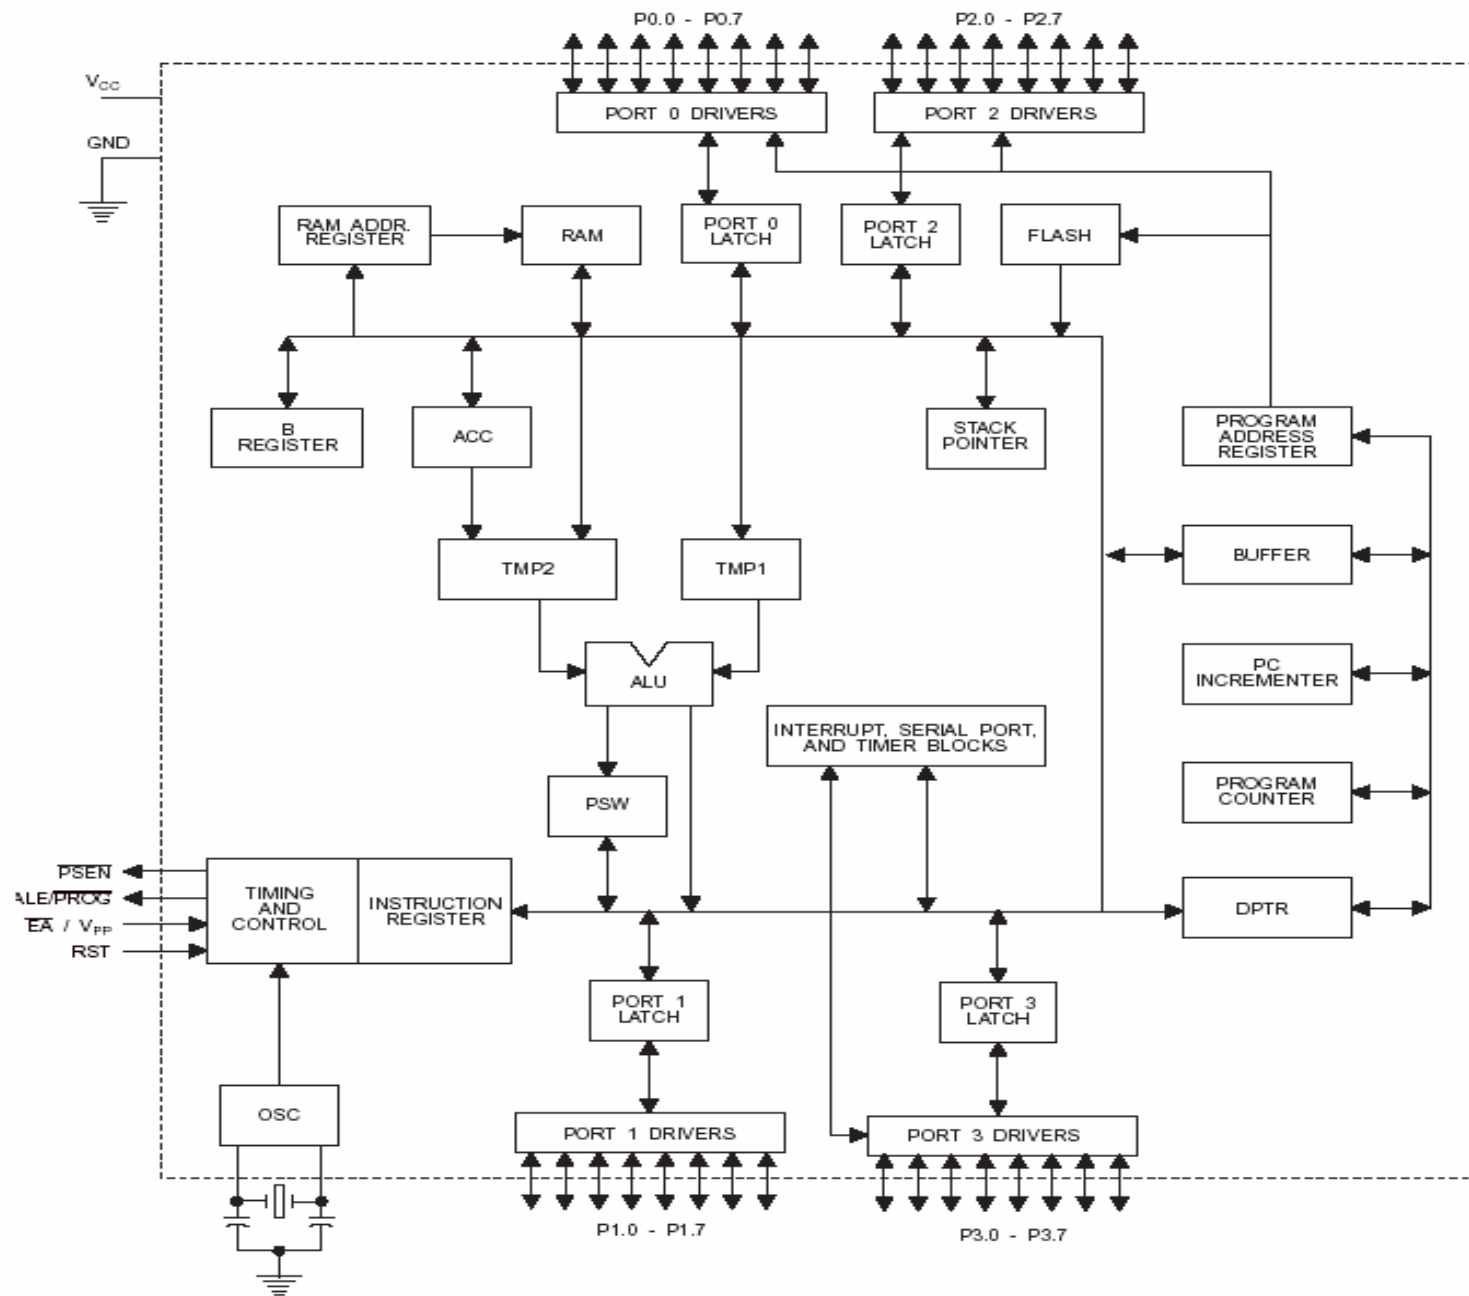 P0.0 - P0.7
P2.0 - P2.7
VCC
PORT 0 DRIVERS
PORT 2 DRIVERS
GND
RAM ADDR.
REGISTER
RAM
PORT 0
LATCH
PORT 2
LATCH
FLASH
B
REGISTER
ACC
STACK
POINTER
PROGRAM
ADDRESS
REGISTER
TMP2
TMP1
BUFFER
ALU
PC
INCREMENTER
INTERRUPT, SERIAL PORT,
AND TIMER BLOCKS
PSW
PROGRAM
COUNTER
PSEN
ALE/PROG
EA / VPP
RST
TIMING
AND
CONTROL
INSTRUCTION
REGISTER
DPTR
PORT 1
LATCH
PORT 3
LATCH
OSC
PORT 1 DRIVERS
PORT 3 DRIVERS
P1.0 - P1.7
P3.0 - P3.7